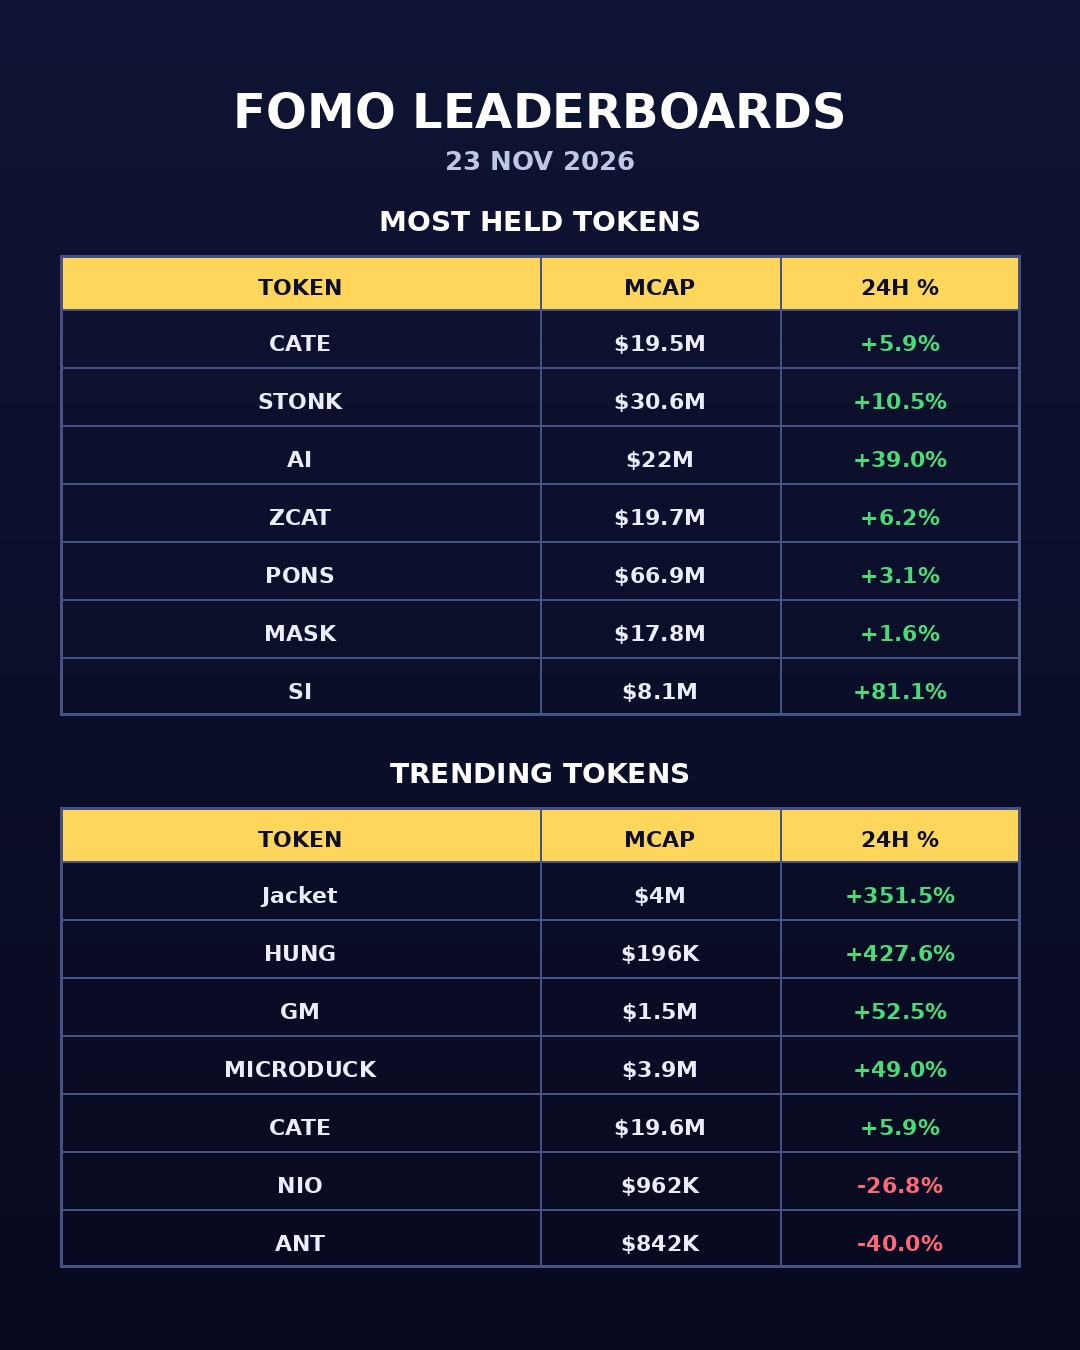 FOMO LEADERBOARDS
23 NOV 2026
MOST HELD TOKENS
TOKEN MCAP 24H %
CATE $19.5M +5.9%
STONK $30.6M +10.5%
AI $22M +39.0%
ZCAT $19.7M +6.2%
PONS $66.9M +3.1%
MASK $17.8M +1.6%
SI $8.1M +81.1%
TRENDING TOKENS
TOKEN MCAP 24H %
Jacket $4M +351.5%
HUNG $196K +427.6%
GM $1.5M +52.5%
MICRODUCK $3.9M +49.0%
CATE $19.6M +5.9%
NIO $962K -26.8%
ANT $842K -40.0%